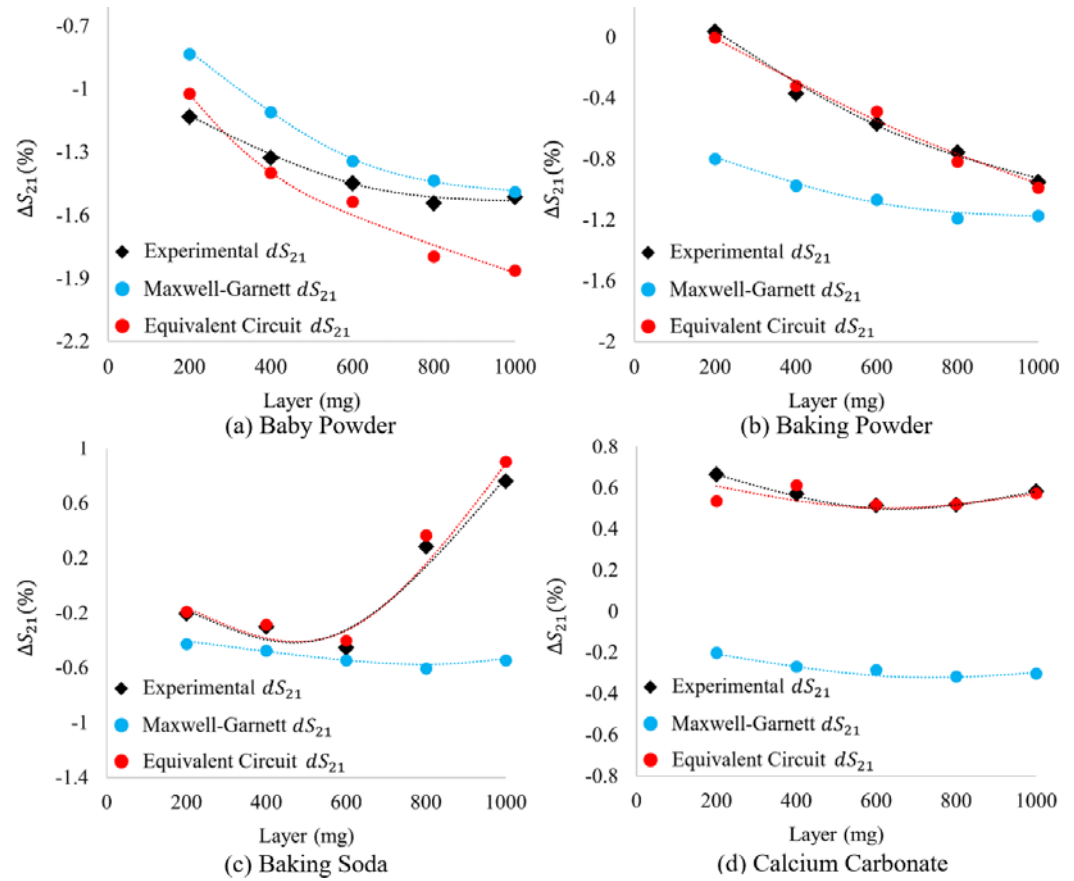 -0.7
-1
-1.3
-1.6
-1.9
-2.2
ΔS₂₁(%)
Experimental dS₂₁
Maxwell-Garnett dS₂₁
Equivalent Circuit dS₂₁
0 200 400 600 800 1000
Layer (mg)
(a) Baby Powder
0
-0.4
-0.8
-1.2
-1.6
-2
ΔS₂₁(%)
Experimental dS₂₁
Maxwell-Garnett dS₂₁
Equivalent Circuit dS₂₁
0 200 400 600 800 1000
Layer (mg)
(b) Baking Powder
1
0.6
0.2
-0.2
-0.6
-1
-1.4
ΔS₂₁(%)
Experimental dS₂₁
Maxwell-Garnett dS₂₁
Equivalent Circuit dS₂₁
0 200 400 600 800 1000
Layer (mg)
(c) Baking Soda
0.8
0.6
0.4
0.2
0
-0.2
-0.4
-0.6
-0.8
ΔS₂₁(%)
Experimental dS₂₁
Maxwell-Garnett dS₂₁
Equivalent Circuit dS₂₁
0 200 400 600 800 1000
Layer (mg)
(d) Calcium Carbonate